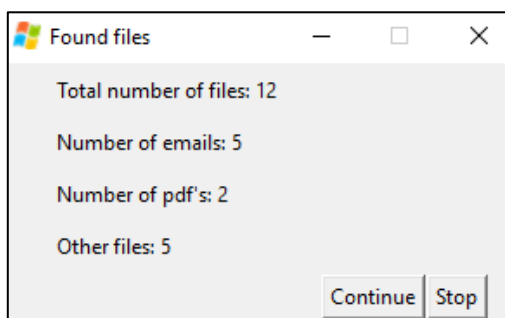 Found files
Total number of files: 12
Number of emails: 5
Number of pdf's: 2
Other files: 5
Continue Stop